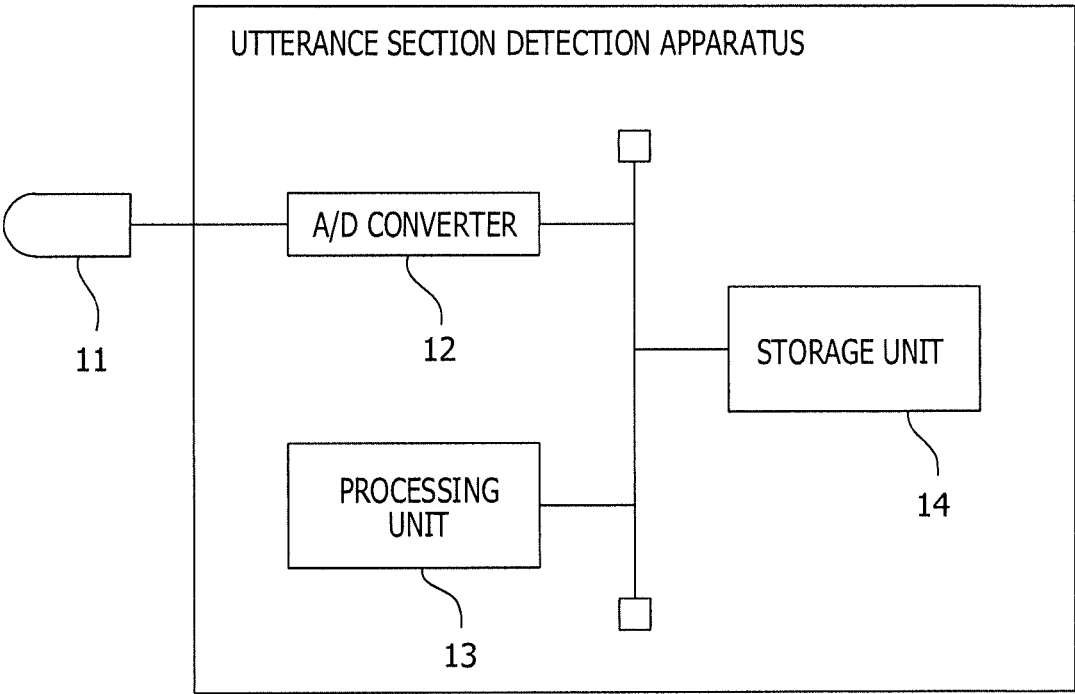 UTTERANCE SECTION DETECTION APPARATUS
A/D CONVERTER
11
12
STORAGE UNIT
PROCESSING
UNIT
14
13